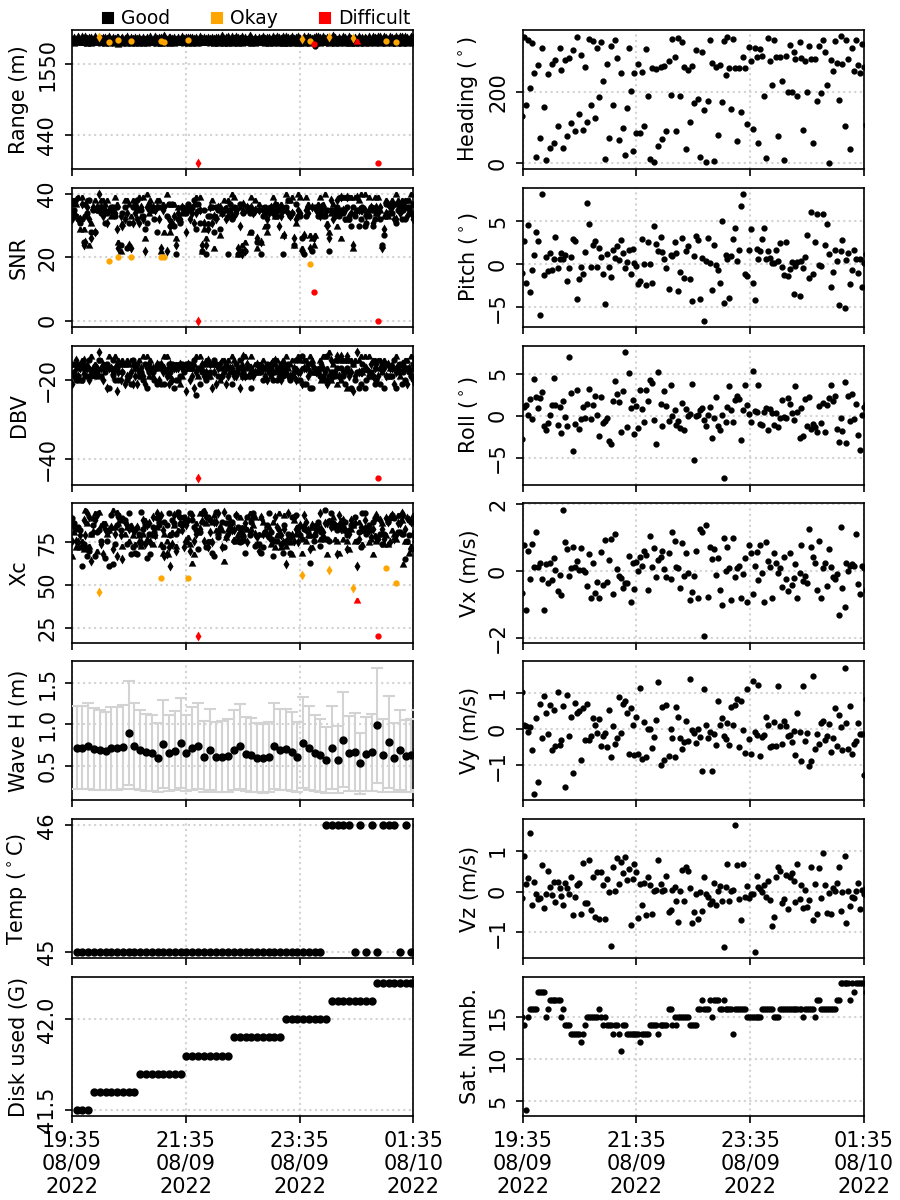 Good Okay Difficult
Range (m)
1550
440
Heading (°)
200
0
SNR
40
20
0
Pitch (°)
5
0
−5
DBV
−20
−40
Roll (°)
5
0
−5
Xc
75
50
25
Vx (m/s)
2
0
−2
Wave H (m)
1.5
1.0
0.5
Vy (m/s)
1
0
−1
Temp (°C)
46
45
Vz (m/s)
1
0
−1
Disk used (G)
42.0
41.5
Sat. Numb.
15
10
5
19:35 21:35 23:35 01:35 19:35 21:35 23:35 01:35
08/09 08/09 08/09 08/10 08/09 08/09 08/09 08/10
2022 2022 2022 2022 2022 2022 2022 2022